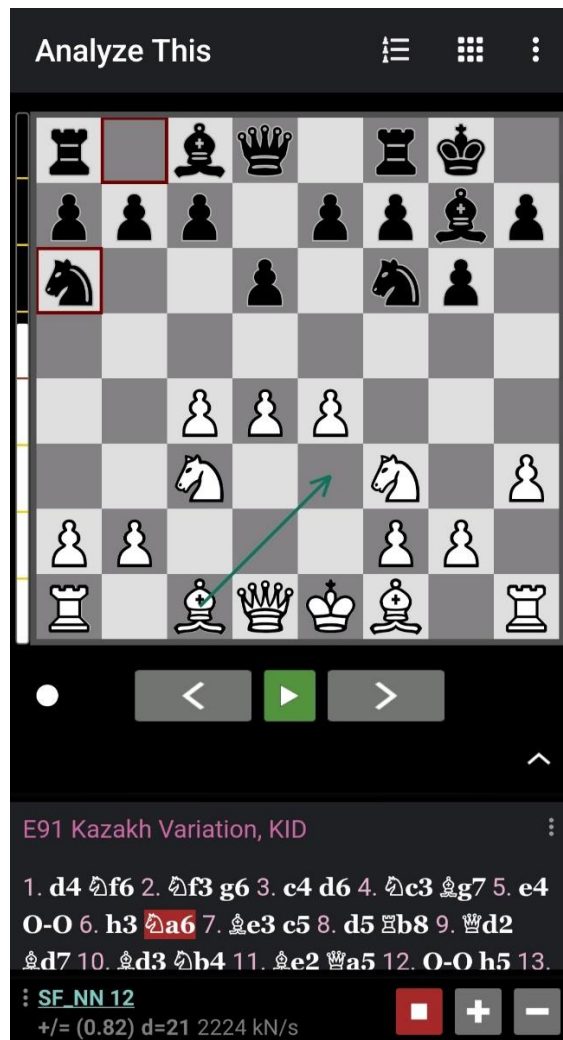 Analyze This
E91 Kazakh Variation, KID
1. d4 ♘f6 2. ♘f3 g6 3. c4 d6 4. ♘c3 ♗g7 5. e4
O-O 6. h3 ♘a6 7. ♗e3 c5 8. d5 ♖b8 9. ♕d2
♗d7 10. ♗d3 ♘b4 11. ♗e2 ♕a5 12. O-O h5 13.
SF_NN 12
+/= (0.82) d=21 2224 kN/s